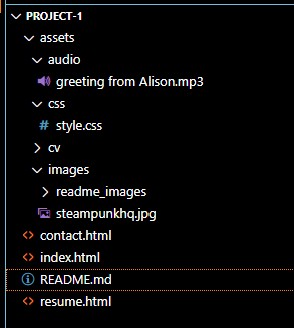 PROJECT-1
assets
audio
greeting from Alison.mp3
css
# style.css
cv
images
readme_images
steampunkhq.jpg
<> contact.html
<> index.html
README.md
<> resume.html